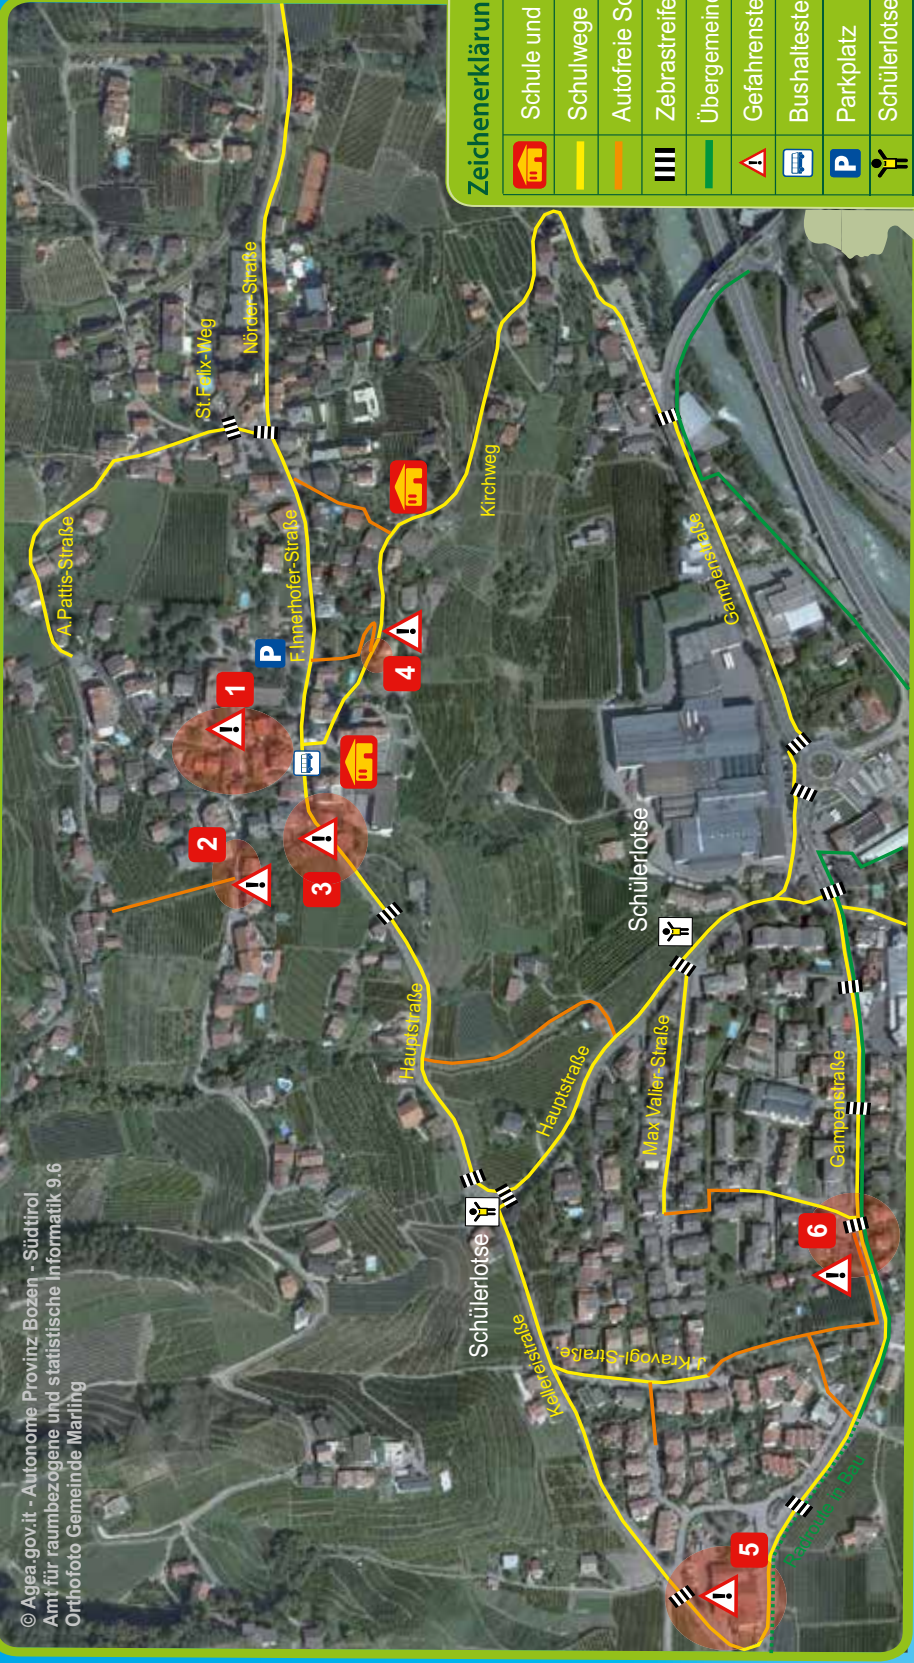 © Agea.gov.it - Autonome Provinz Bozen - Südtirol
Amt für raumbezogene und statistische Informatik 9.6
Orthofoto Gemeinde Marling
Zeichenerklärun
Schule und
Schulwege
Autofreie Sc
Zebrastreife
Übergemeine
Gefahrenste
Bushalteste
P Parkplatz
Schülerlotse
A.Pattis-Straße
St.Felix-Weg
Nörder-Straße
F.Innerhofer-Straße
P
Kirchweg
Gampenstraße
1
2
3
4
Hauptstraße
Schülerlotse
Hauptstraße
Max Valier-Straße
Gampenstraße
Schülerlotse
Kellereistraße
J.Kravogl-Straße
6
5
Radroute in Bau